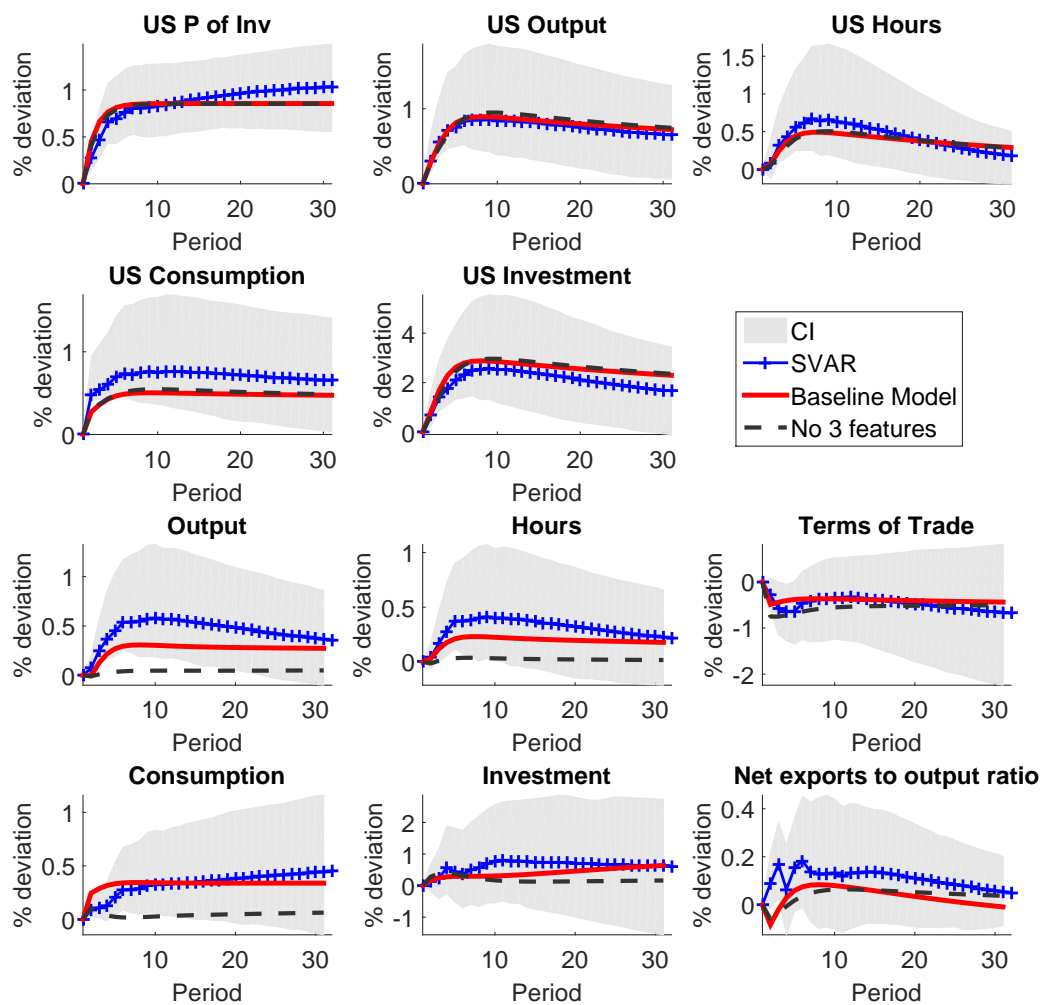 US P of Inv
% deviation
1
0.5
0
10 20 30
Period
US Output
% deviation
1
0
10 20 30
Period
US Hours
% deviation
1.5
1
0.5
0
10 20 30
Period
US Consumption
% deviation
1
0
10 20 30
Period
US Investment
% deviation
4
2
0
10 20 30
Period
CI
SVAR
Baseline Model
No 3 features
Output
% deviation
1
0.5
0
10 20 30
Period
Hours
% deviation
1
0.5
0
10 20 30
Period
Terms of Trade
% deviation
0
-1
-2
10 20 30
Period
Consumption
% deviation
1
0.5
0
10 20 30
Period
Investment
% deviation
2
1
0
-1
10 20 30
Period
Net exports to output ratio
% deviation
0.4
0.2
0
10 20 30
Period